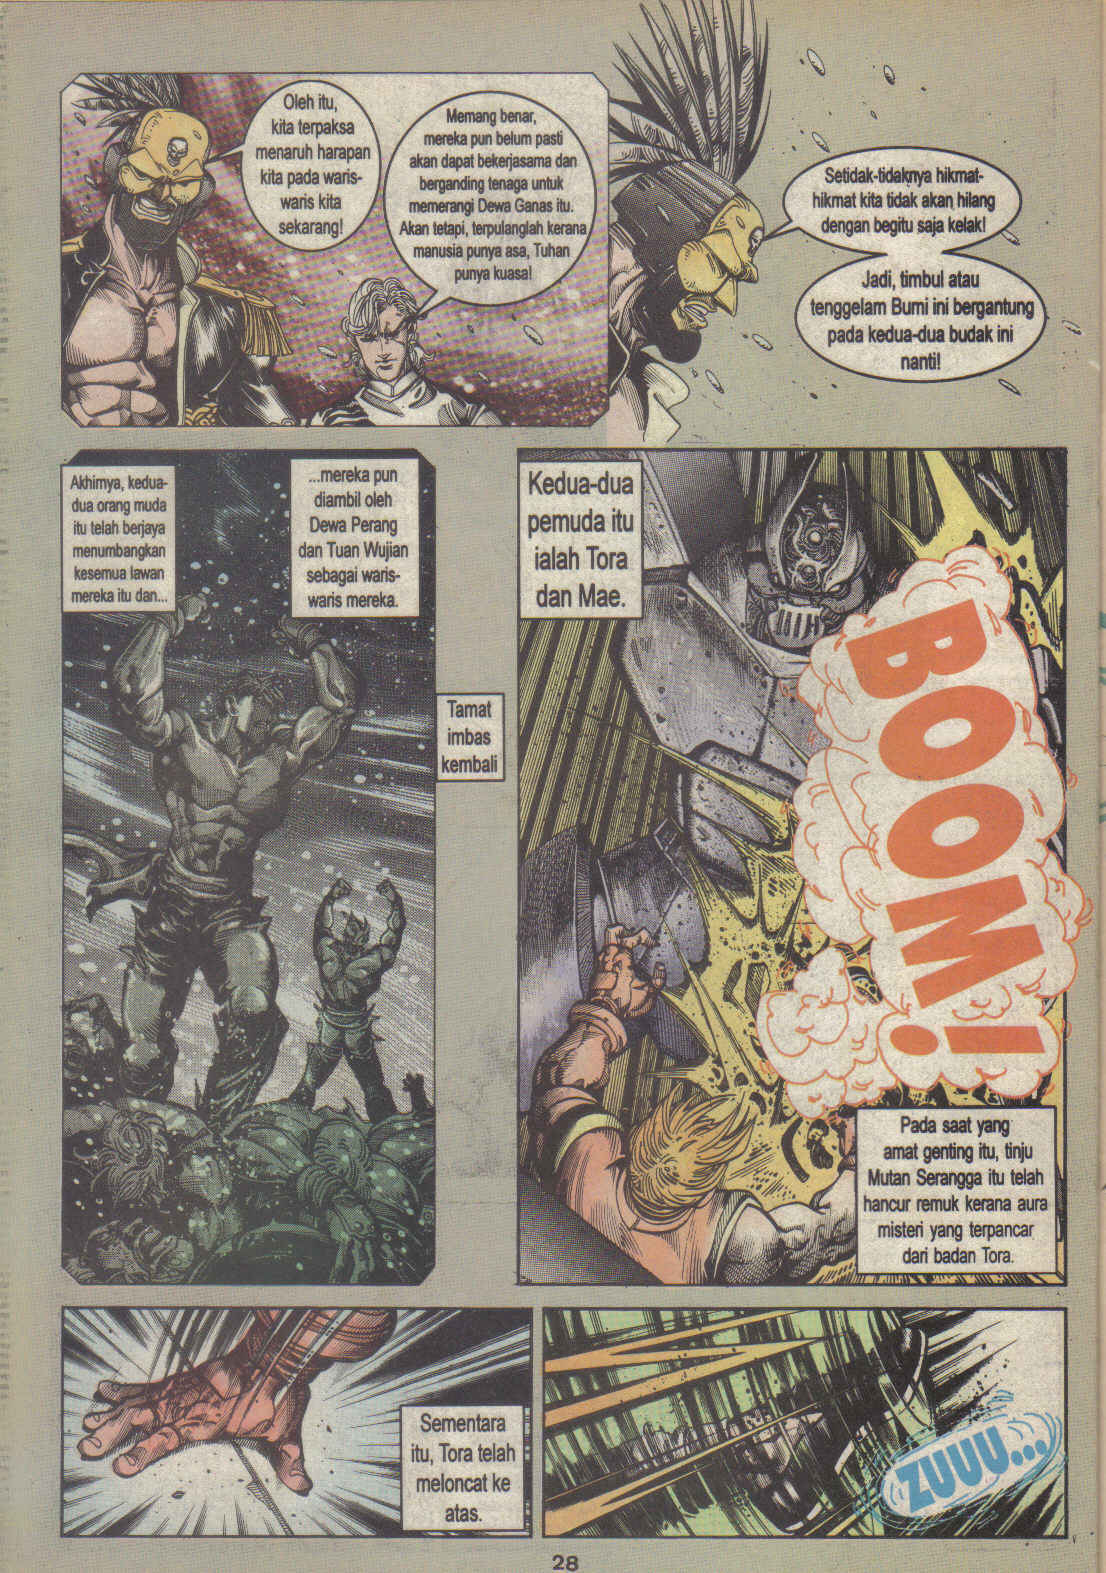 Oleh itu,
kita terpaksa
menaruh harapan
kita pada waris-
waris kita
sekarang!
Memang benar,
mereka pun belum pasti
akan dapat bekerjasama dan
berganding tenaga untuk
memerangi Dewa Ganas itu.
Akan tetapi, terpulanglah kerana
manusia punya asa, Tuhan
punya kuasa!
Setidak-tidaknya hikmat-
hikmat kita tidak akan hilang
dengan begitu saja kelak!
Jadi, timbul atau
tenggelam Bumi ini bergantung
pada kedua-dua budak ini
nanti!
Akhirnya, kedua-
dua orang muda
itu telah berjaya
menumbangkan
kesemua lawan
mereka itu dan...
...mereka pun
diambil oleh
Dewa Perang
dan Tuan Wujian
sebagai waris-
waris mereka.
Tamat
imbas
kembali
Kedua-dua
pemuda itu
ialah Tora
dan Mae.
BOOM!
Pada saat yang
amat genting itu, tinju
Mutan Serangga itu telah
hancur remuk kerana aura
misteri yang terpancar
dari badan Tora.
Sementara
itu, Tora telah
meloncat ke
atas.
ZUUU...
28